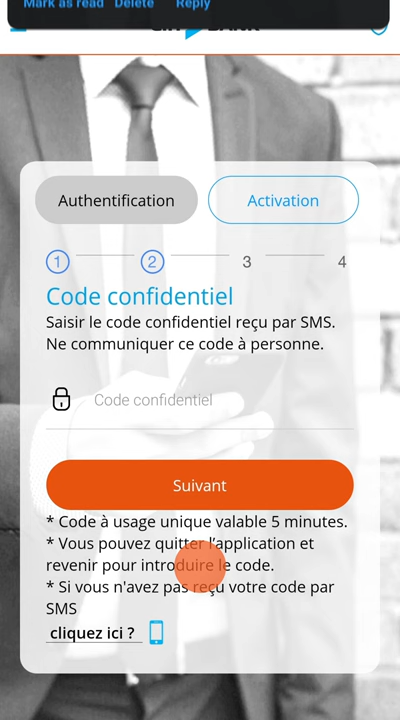 Mark as read Delete Reply
BANK
Authentification Activation
1 2 3 4
Code confidentiel
Saisir le code confidentiel reçu par SMS.
Ne communiquer ce code à personne.
Code confidentiel
Suivant
* Code à usage unique valable 5 minutes.
* Vous pouvez quitter l'application et
revenir pour introduire le code.
* Si vous n'avez pas reçu votre code par
SMS
cliquez ici ?